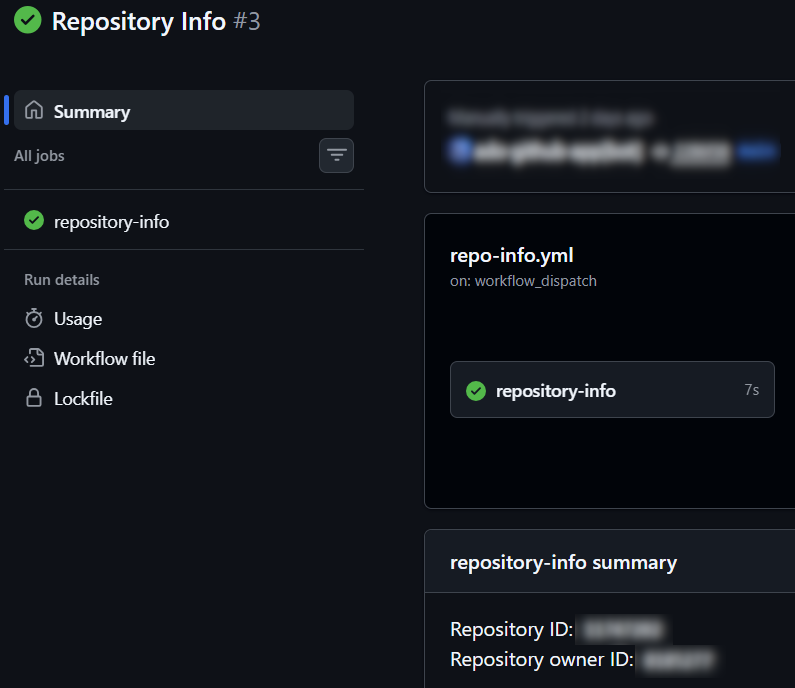 Repository Info #3
Summary
All jobs
repository-info
Run details
Usage
Workflow file
Lockfile
repo-info.yml
on: workflow_dispatch
repository-info
7s
repository-info summary
Repository ID:
Repository owner ID: